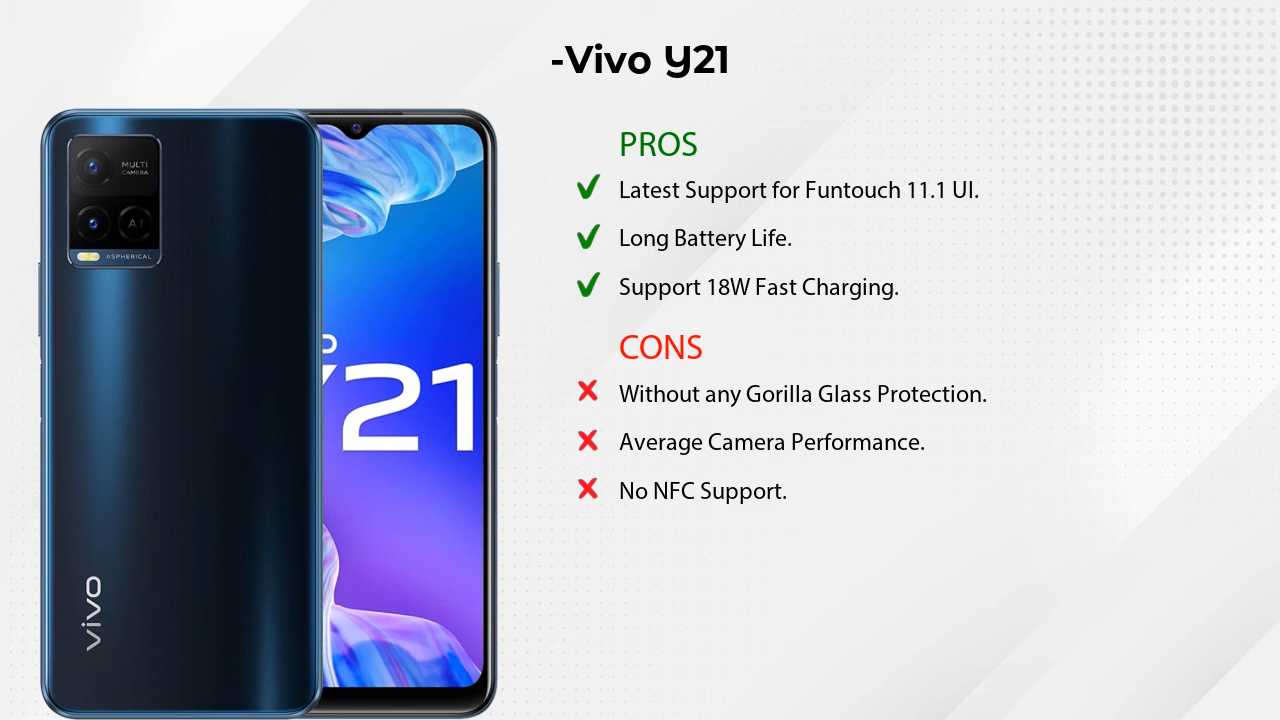 -Vivo Y21
MULTI
CAMERA
AI
ASPHERICAL
vivo
21
PROS
Latest Support for Funtouch 11.1 UI.
Long Battery Life.
Support 18W Fast Charging.
CONS
Without any Gorilla Glass Protection.
Average Camera Performance.
No NFC Support.